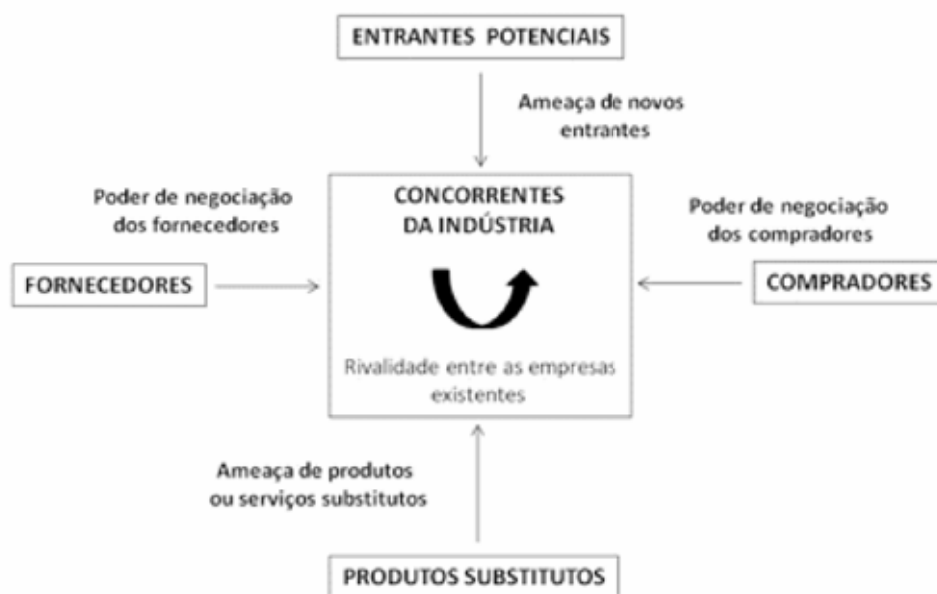 ENTRANTES POTENCIAIS
Ameaça de novos
entrantes
Poder de negociação
dos fornecedores
CONCORRENTES
DA INDÚSTRIA
Poder de negociação
dos compradores
FORNECEDORES
COMPRADORES
Rivalidade entre as empresas
existentes
Ameaça de produtos
ou serviços substitutos
PRODUTOS SUBSTITUTOS